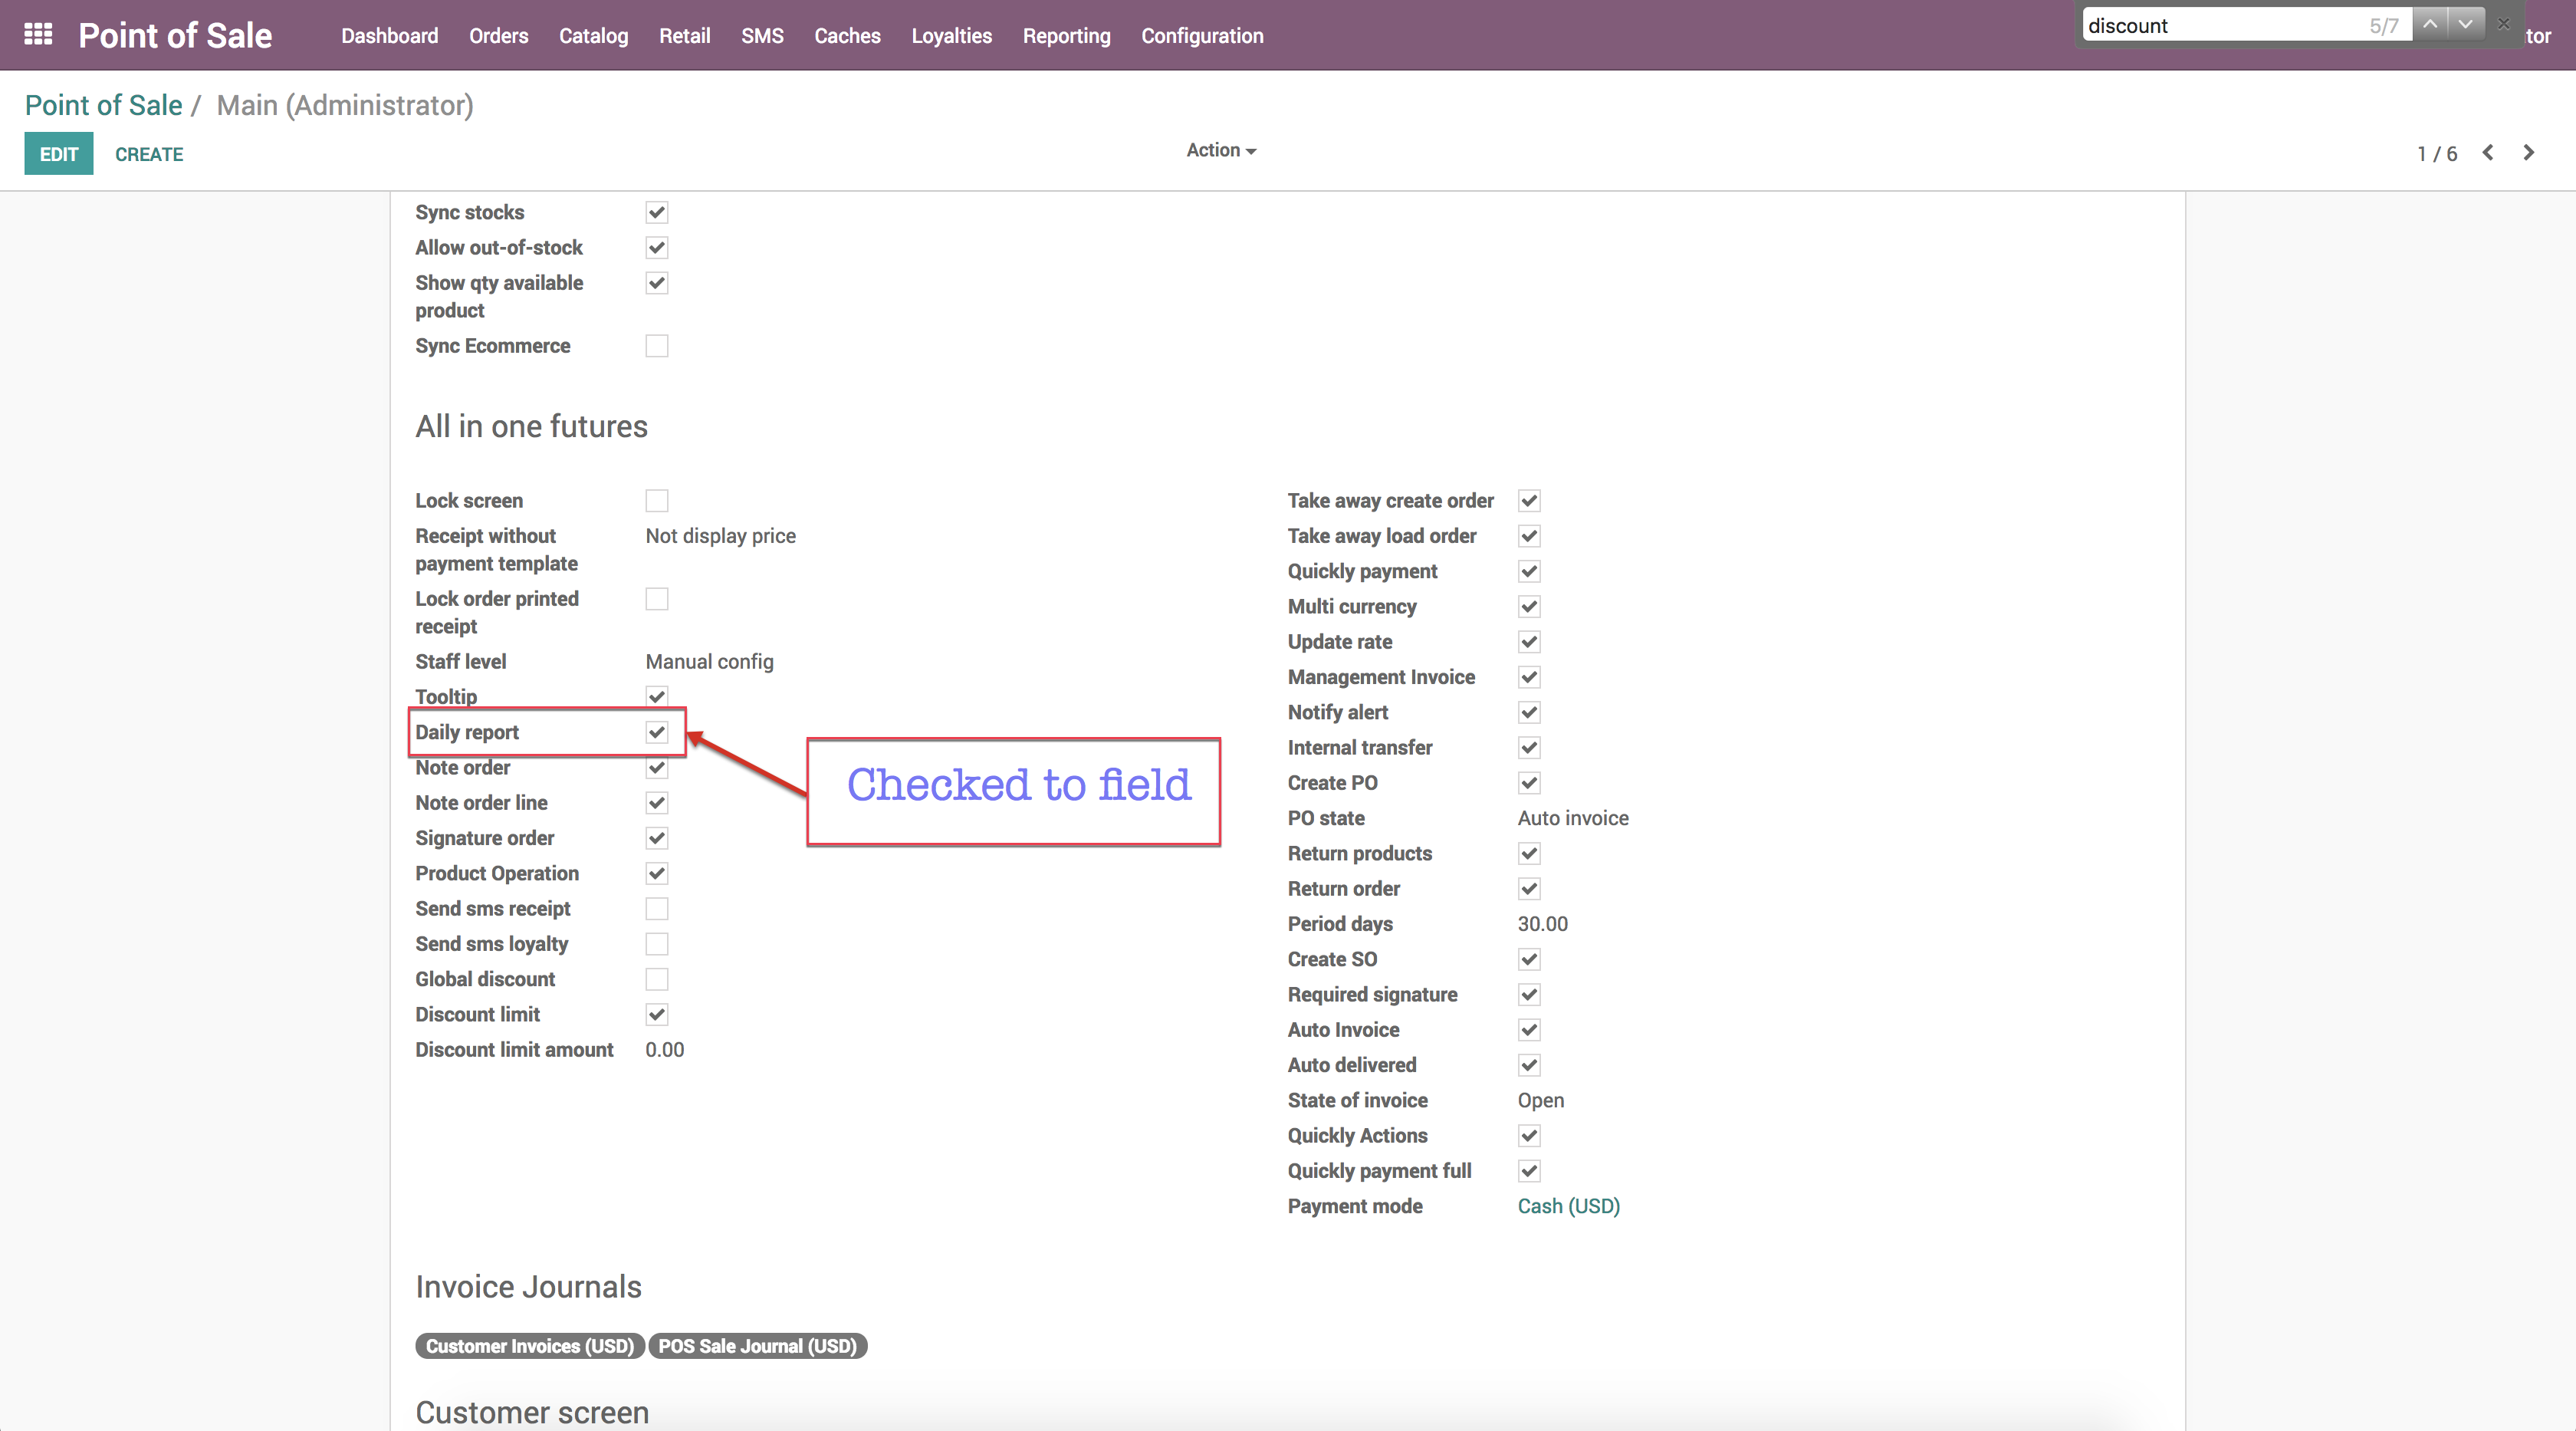 Point of Sale Dashboard Orders Catalog Retail SMS Caches Loyalties Reporting Configuration
discount 5/7
tor
Point of Sale / Main (Administrator)
EDIT CREATE Action 1 / 6
Sync stocks
Allow out-of-stock
Show qty available
product
Sync Ecommerce
All in one futures
Lock screen
Receipt without Not display price
payment template
Lock order printed
receipt
Staff level Manual config
Tooltip
Daily report
Note order
Note order line
Signature order
Product Operation
Send sms receipt
Send sms loyalty
Global discount
Discount limit
Discount limit amount 0.00
Checked to field
Take away create order
Take away load order
Quickly payment
Multi currency
Update rate
Management Invoice
Notify alert
Internal transfer
Create PO
PO state Auto invoice
Return products
Return order
Period days 30.00
Create SO
Required signature
Auto Invoice
Auto delivered
State of invoice Open
Quickly Actions
Quickly payment full
Payment mode Cash (USD)
Invoice Journals
Customer Invoices (USD) POS Sale Journal (USD)
Customer screen